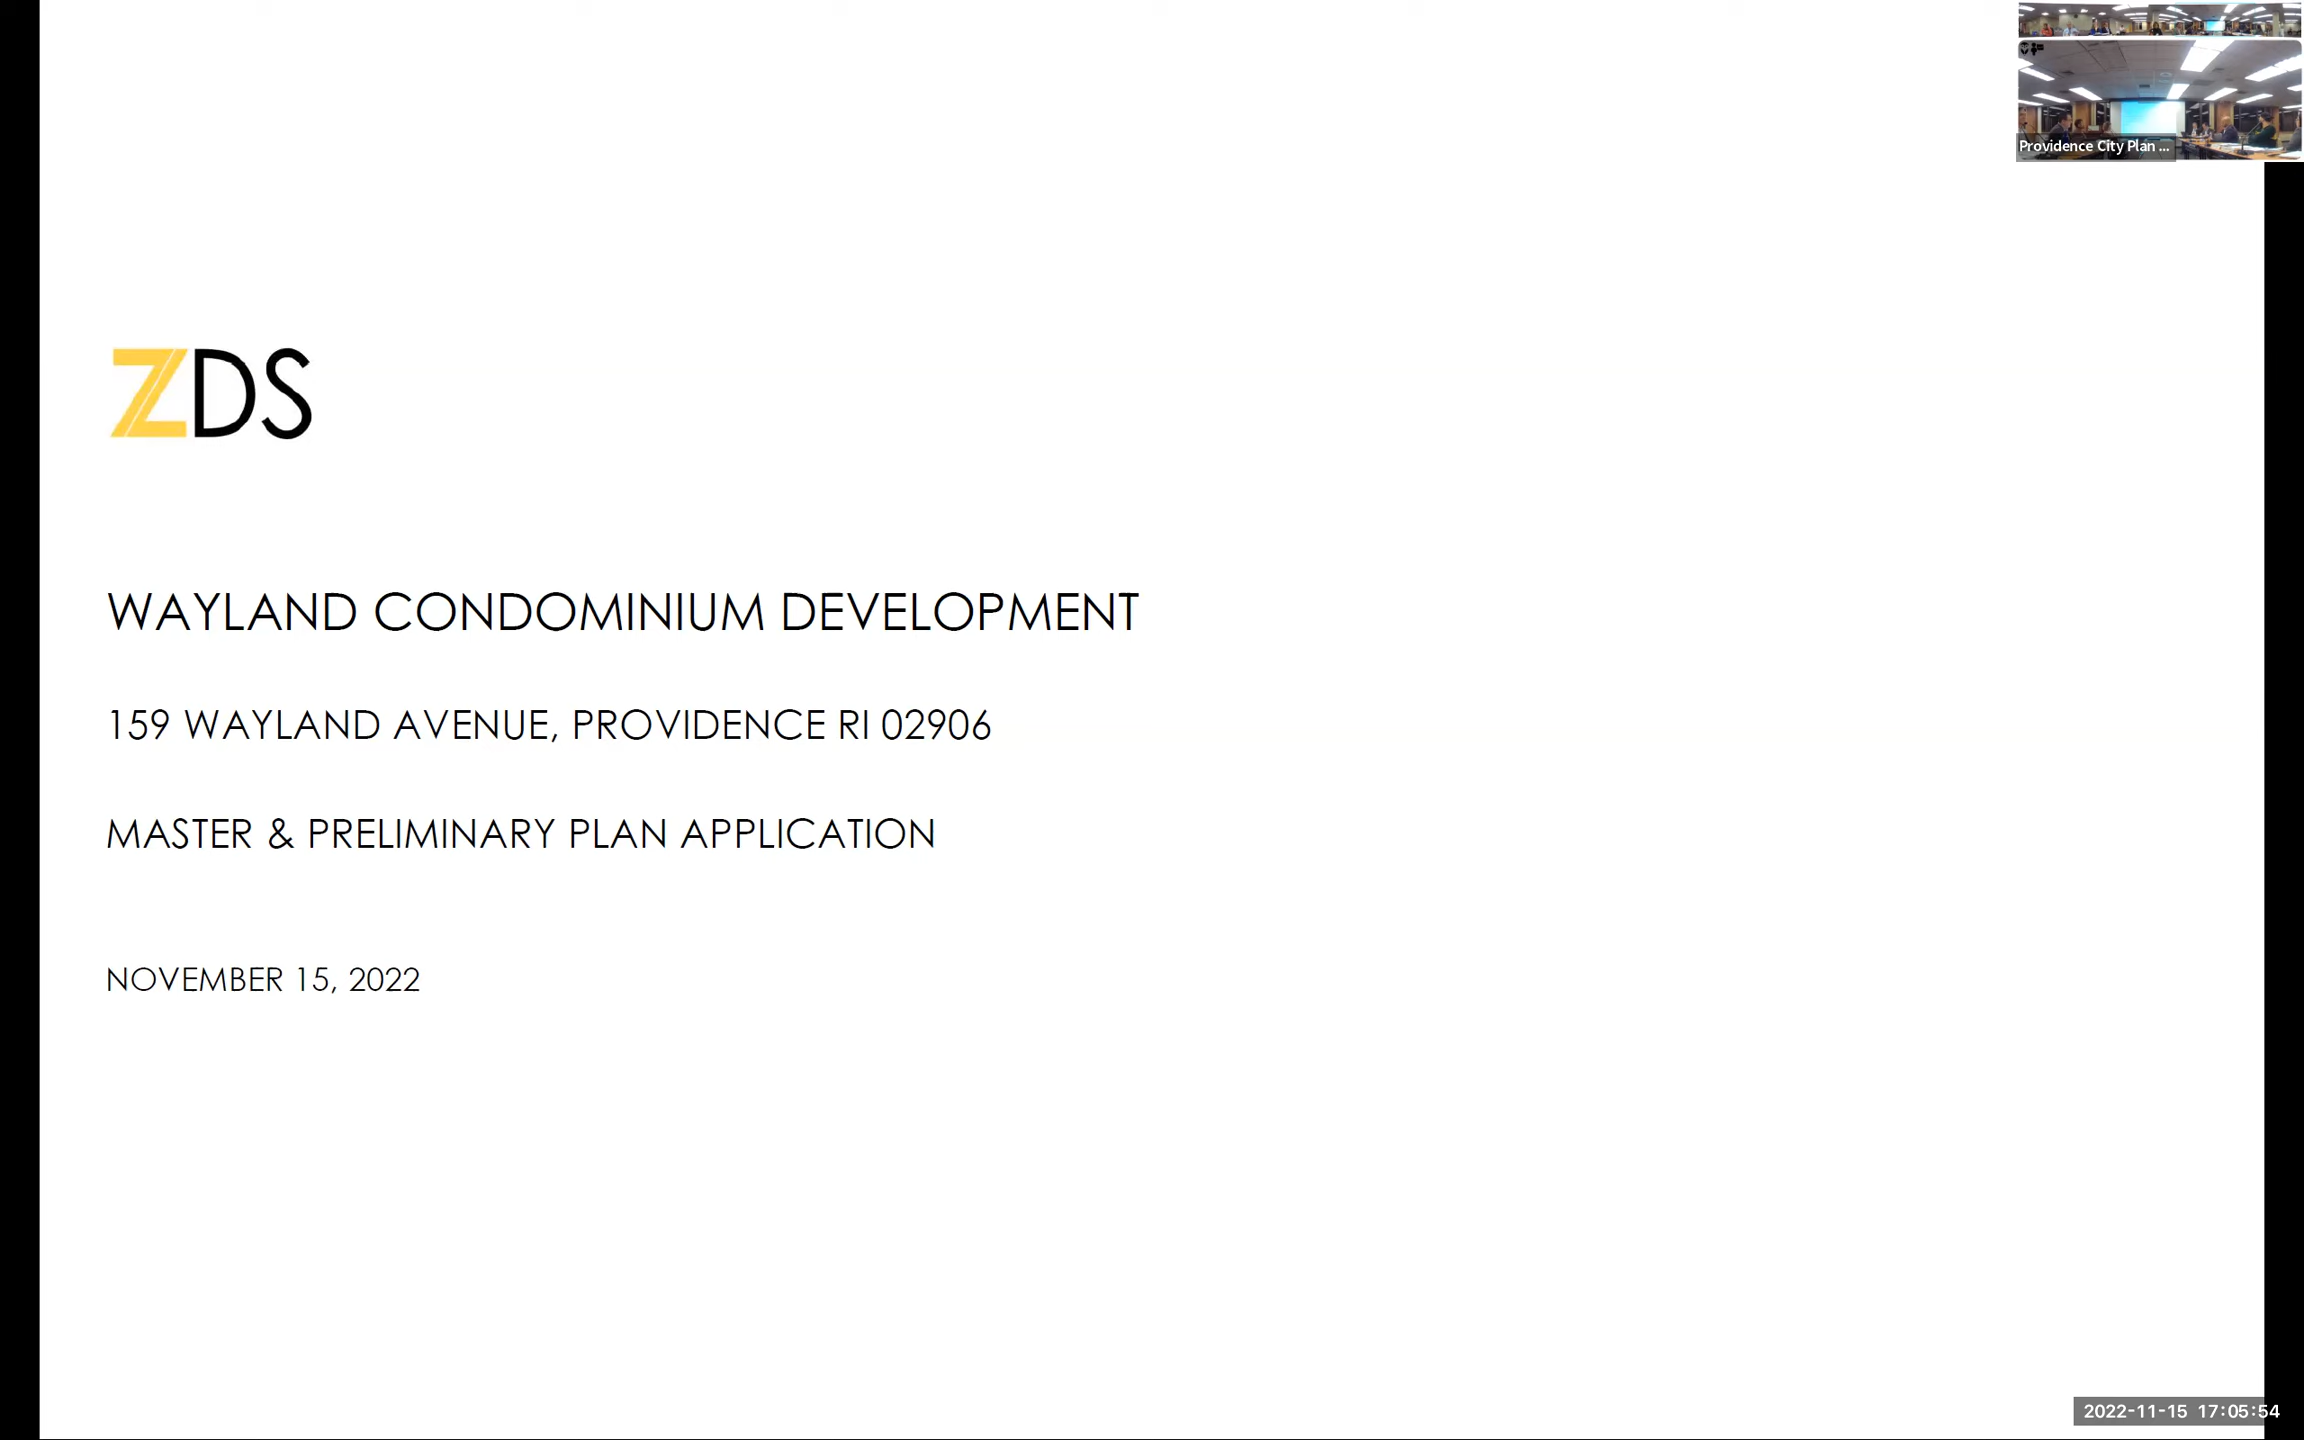 Providence City Plan ...
ZDS
WAYLAND CONDOMINIUM DEVELOPMENT
159 WAYLAND AVENUE, PROVIDENCE RI 02906
MASTER & PRELIMINARY PLAN APPLICATION
NOVEMBER 15, 2022
2022-11-15 17:05:54